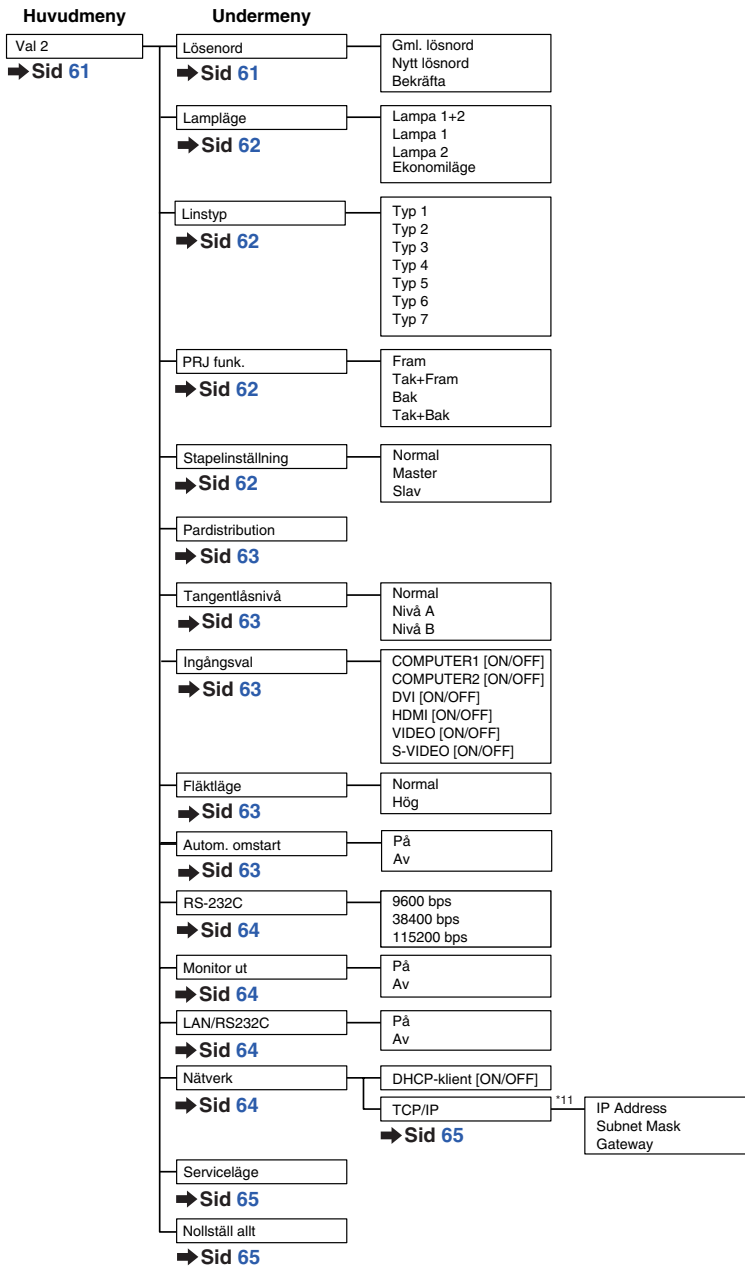 Huvudmeny Undermeny
Val 2
Sid 61
Lösenord
Sid 61
Gml. lösnord
Nytt lösnord
Bekräfta
Lampläge
Sid 62
Lampa 1+2
Lampa 1
Lampa 2
Ekonomiläge
Linstyp
Sid 62
Typ 1
Typ 2
Typ 3
Typ 4
Typ 5
Typ 6
Typ 7
PRJ funk.
Sid 62
Fram
Tak+Fram
Bak
Tak+Bak
Stapelinställning
Sid 62
Normal
Master
Slav
Pardistribution
Sid 63
Tangentlåsnivå
Sid 63
Normal
Nivå A
Nivå B
Ingångsval
Sid 63
COMPUTER1 [ON/OFF]
COMPUTER2 [ON/OFF]
DVI [ON/OFF]
HDMI [ON/OFF]
VIDEO [ON/OFF]
S-VIDEO [ON/OFF]
Fläktläge
Sid 63
Normal
Hög
Autom. omstart
Sid 63
På
Av
RS-232C
Sid 64
9600 bps
38400 bps
115200 bps
Monitor ut
Sid 64
På
Av
LAN/RS232C
Sid 64
På
Av
Nätverk
Sid 64
DHCP-klient [ON/OFF]
TCP/IP
Sid 65
*11
IP Address
Subnet Mask
Gateway
Serviceläge
Sid 65
Nollställ allt
Sid 65